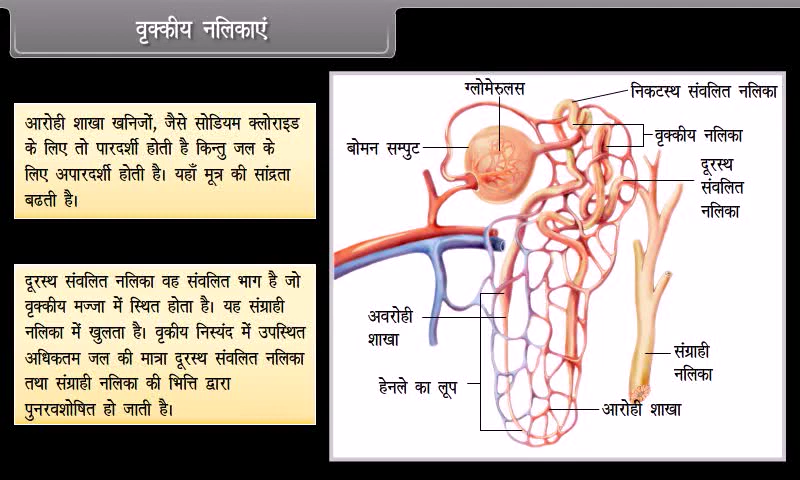 वृक्कीय नलिकाएं
आरोही शाखा खनिजों, जैसे सोडियम क्लोराइड
के लिए तो पारदर्शी होती है किन्तु जल के
लिए अपारदर्शी होती है। यहाँ मूत्र की सांद्रता
बढती है।
दूरस्थ संवलित नलिका वह संवलित भाग है जो
वृक्कीय मज्जा में स्थित होता है। यह संग्राही
नलिका में खुलता है। वृकीय निस्यंद में उपस्थित
अधिकतम जल की मात्रा दूरस्थ संवलित नलिका
तथा संग्राही नलिका की भित्ति द्वारा
पुनरवशोषित हो जाती है।
ग्लोमेरुलस
निकटस्थ संवलित नलिका
बोमन सम्पुट
वृक्कीय नलिका
दूरस्थ
संवलित
नलिका
अवरोही
शाखा
हेनले का लूप
संग्राही
नलिका
आरोही शाखा